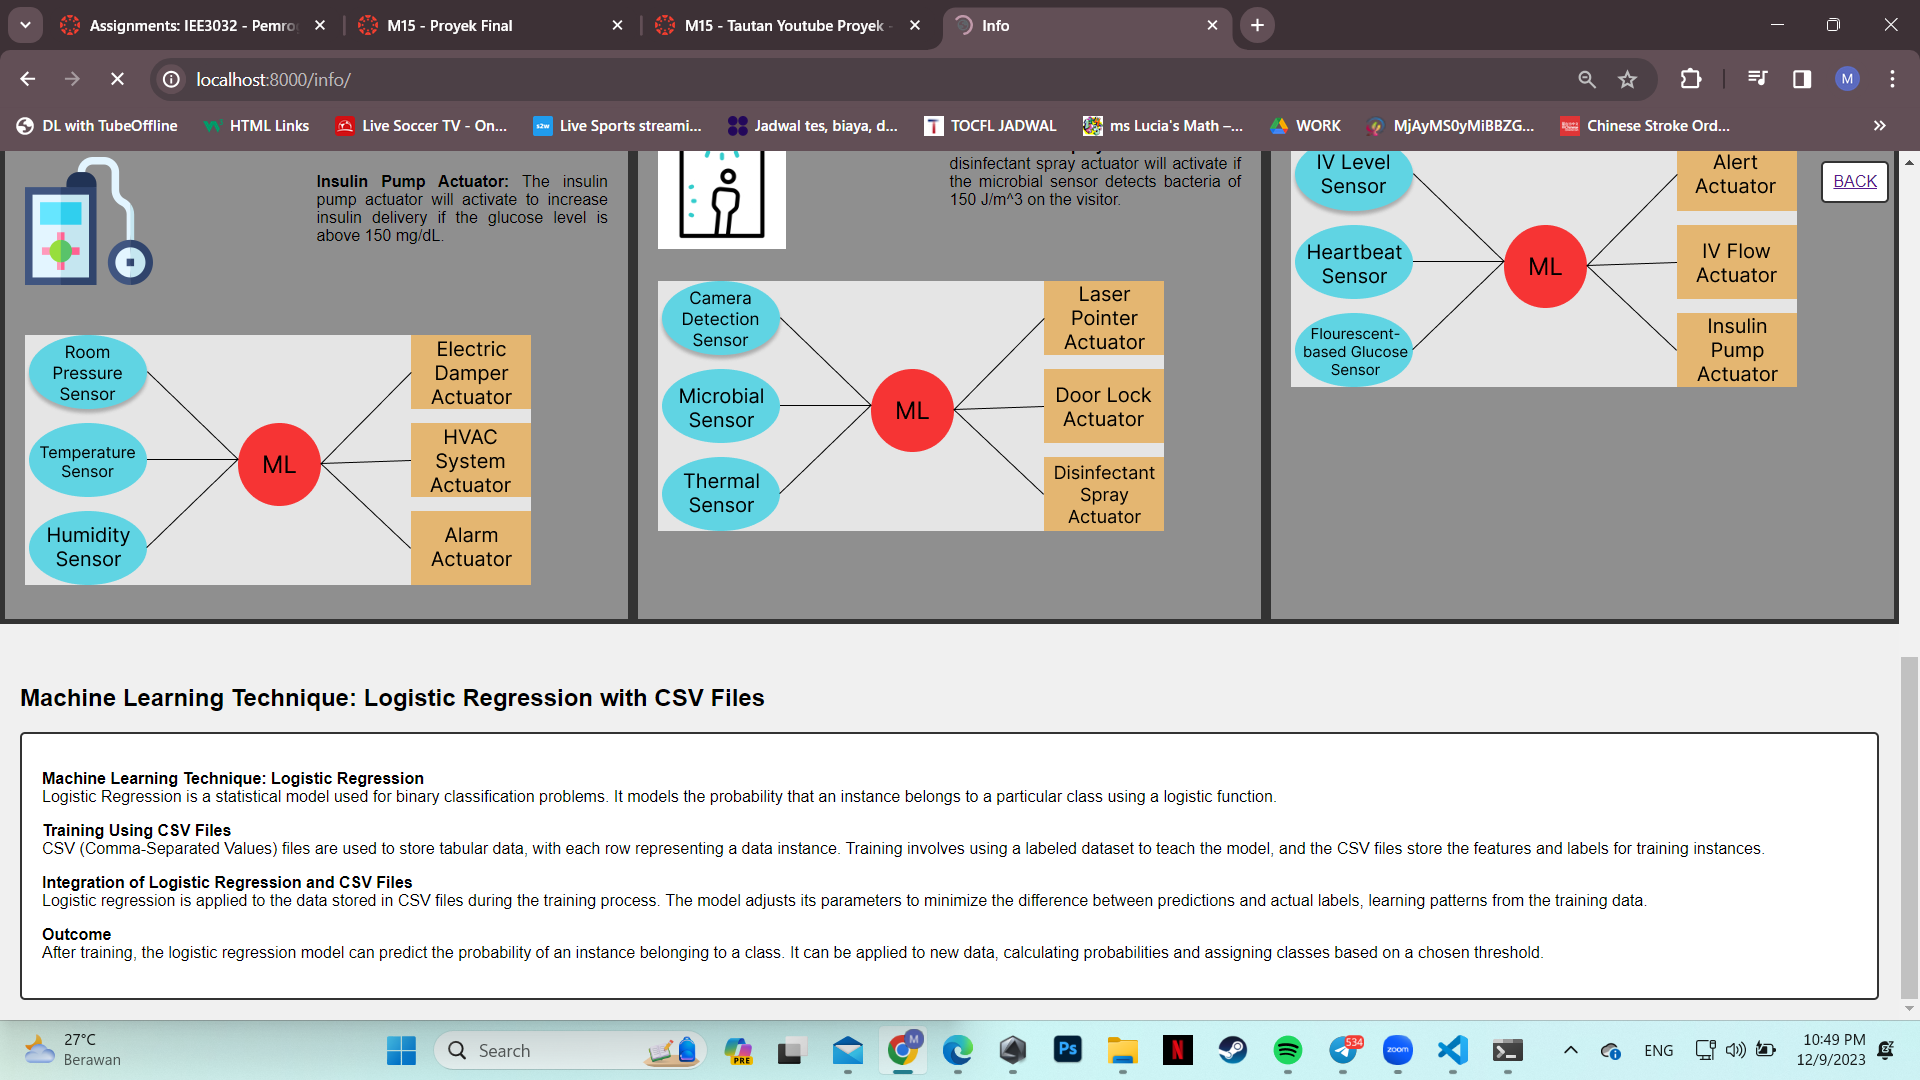 Assignments: IEE3032 - Pemro
M15 - Proyek Final
M15 - Tautan Youtube Proyek
Info
localhost:8000/info/
M
DL with TubeOffline
HTML Links
Live Soccer TV - On...
Live Sports streami...
Jadwal tes, biaya, d...
TOCFL JADWAL
ms Lucia's Math –...
WORK
MjAyMS0yMiBBZG...
Chinese Stroke Ord...
BACK
Insulin Pump Actuator: The insulin
pump actuator will activate to increase
insulin delivery if the glucose level is
above 150 mg/dL.
Room
Pressure
Sensor
Temperature
Sensor
Humidity
Sensor
ML
Electric
Damper
Actuator
HVAC
System
Actuator
Alarm
Actuator
disinfectant spray actuator will activate if
the microbial sensor detects bacteria of
150 J/m^3 on the visitor.
Camera
Detection
Sensor
Microbial
Sensor
Thermal
Sensor
ML
Laser
Pointer
Actuator
Door Lock
Actuator
Disinfectant
Spray
Actuator
IV Level
Sensor
Heartbeat
Sensor
Flourescent-
based Glucose
Sensor
ML
Alert
Actuator
IV Flow
Actuator
Insulin
Pump
Actuator
Machine Learning Technique: Logistic Regression with CSV Files
Machine Learning Technique: Logistic Regression
Logistic Regression is a statistical model used for binary classification problems. It models the probability that an instance belongs to a particular class using a logistic function.
Training Using CSV Files
CSV (Comma-Separated Values) files are used to store tabular data, with each row representing a data instance. Training involves using a labeled dataset to teach the model, and the CSV files store the features and labels for training instances.
Integration of Logistic Regression and CSV Files
Logistic regression is applied to the data stored in CSV files during the training process. The model adjusts its parameters to minimize the difference between predictions and actual labels, learning patterns from the training data.
Outcome
After training, the logistic regression model can predict the probability of an instance belonging to a class. It can be applied to new data, calculating probabilities and assigning classes based on a chosen threshold.
27°C
Berawan
Search
PRE
M
Ps
N
534
zoom
ENG
10:49 PM
12/9/2023